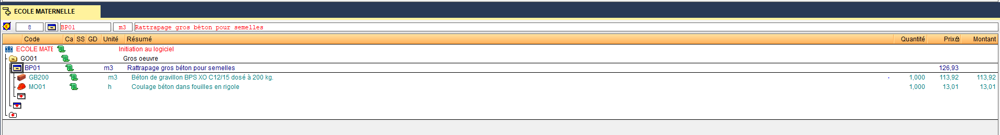 ECOLE MATERNELLE
8 BP01 m3 Rattrapage gros béton pour semelles
Code Ca SS GD Unité Résumé Quantité Prix Montant
ECOLE MATE Initiation au logiciel
GO01 Gros oeuvre
BP01 m3 Rattrapage gros béton pour semelles 126,93
GB200 m3 Béton de gravillon BPS XO C12/15 dosé à 200 kg. 1,000 113,92 113,92
MO01 h Coulage béton dans fouilles en rigole 1,000 13,01 13,01